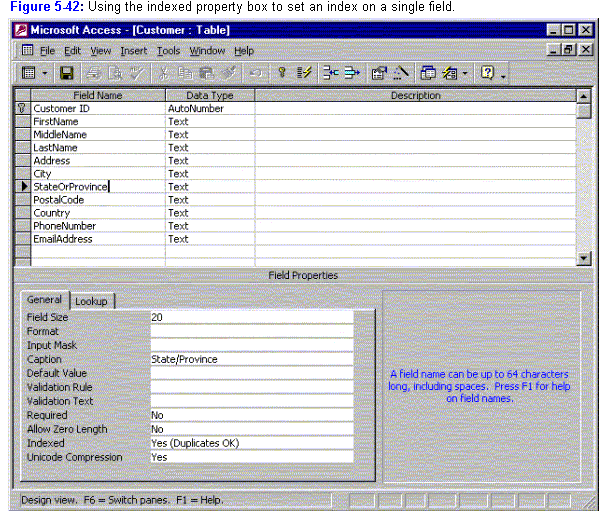 Figure 5-42: Using the indexed property box to set an index on a single field.
Microsoft Access - [Customer : Table]
File Edit View Insert Tools Window Help
Field Name Data Type Description
Customer ID AutoNumber
FirstName Text
MiddleName Text
LastName Text
Address Text
City Text
StateOrProvince Text
PostalCode Text
Country Text
PhoneNumber Text
EmailAddress Text
Field Properties
General Lookup
Field Size 20
Format
Input Mask
Caption State/Province
Default Value
Validation Rule
Validation Text
Required No
Allow Zero Length No
Indexed Yes (Duplicates OK)
Unicode Compression Yes
A field name can be up to 64 characters
long, including spaces. Press F1 for help
on field names.
Design view. F6 = Switch panes. F1 = Help.